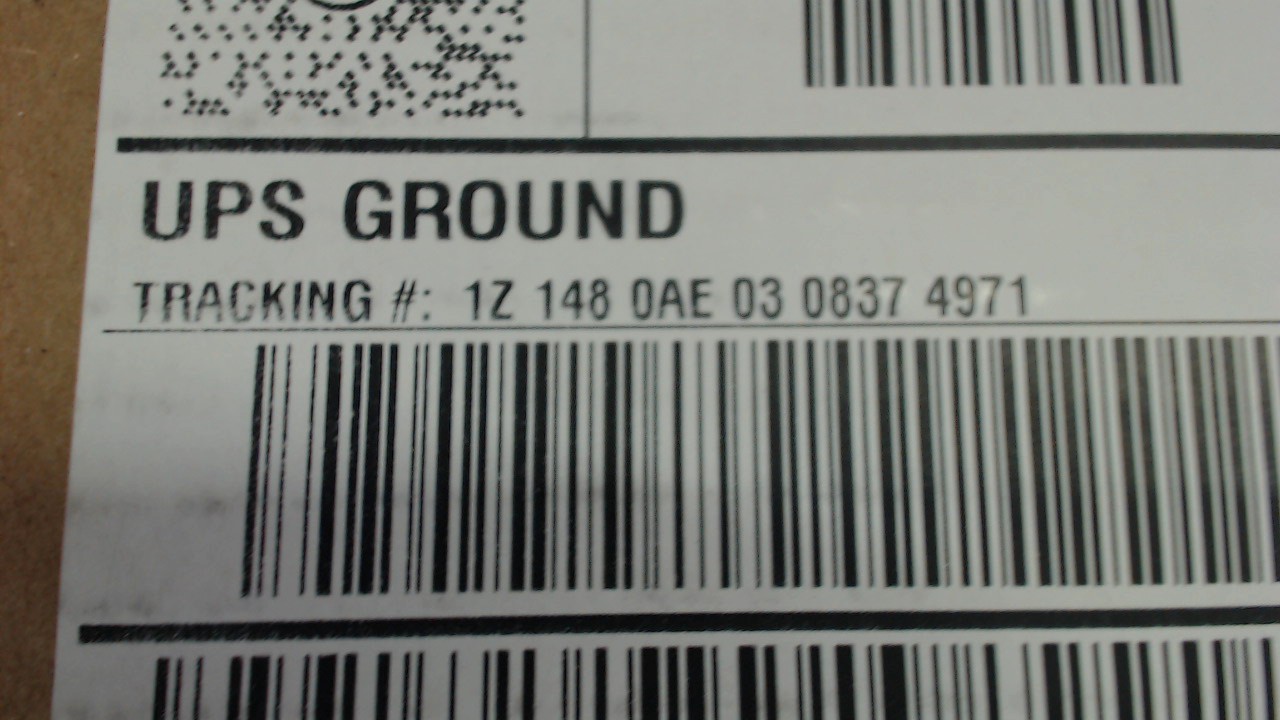 UPS GROUND
TRACKING #: 1Z 148 0AE 03 0837 4971